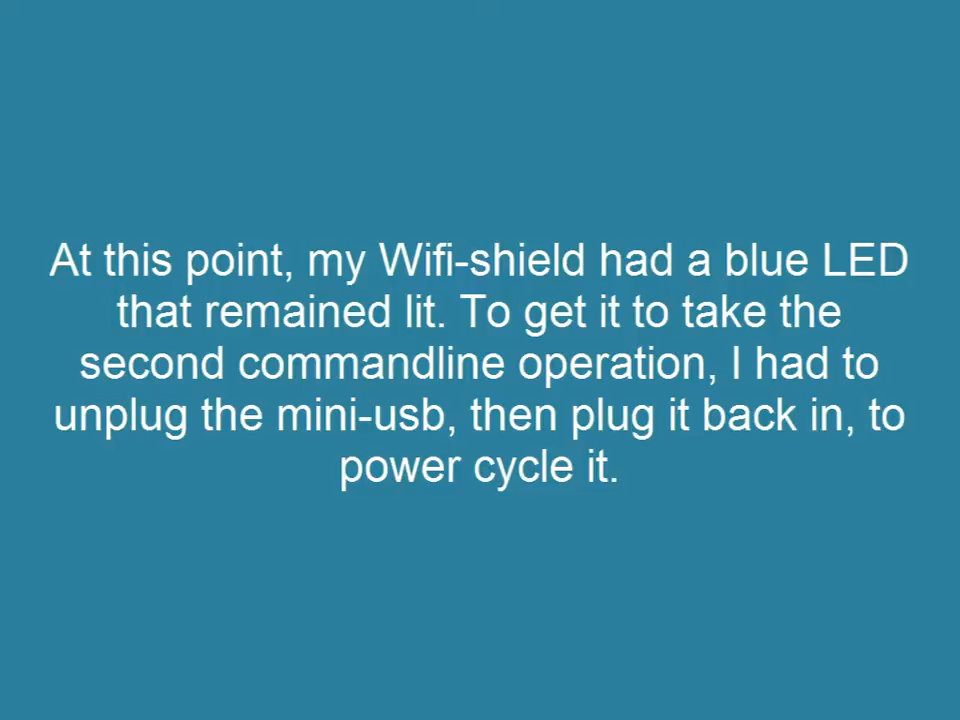 At this point, my Wifi-shield had a blue LED
that remained lit. To get it to take the
second commandline operation, I had to
unplug the mini-usb, then plug it back in, to
power cycle it.